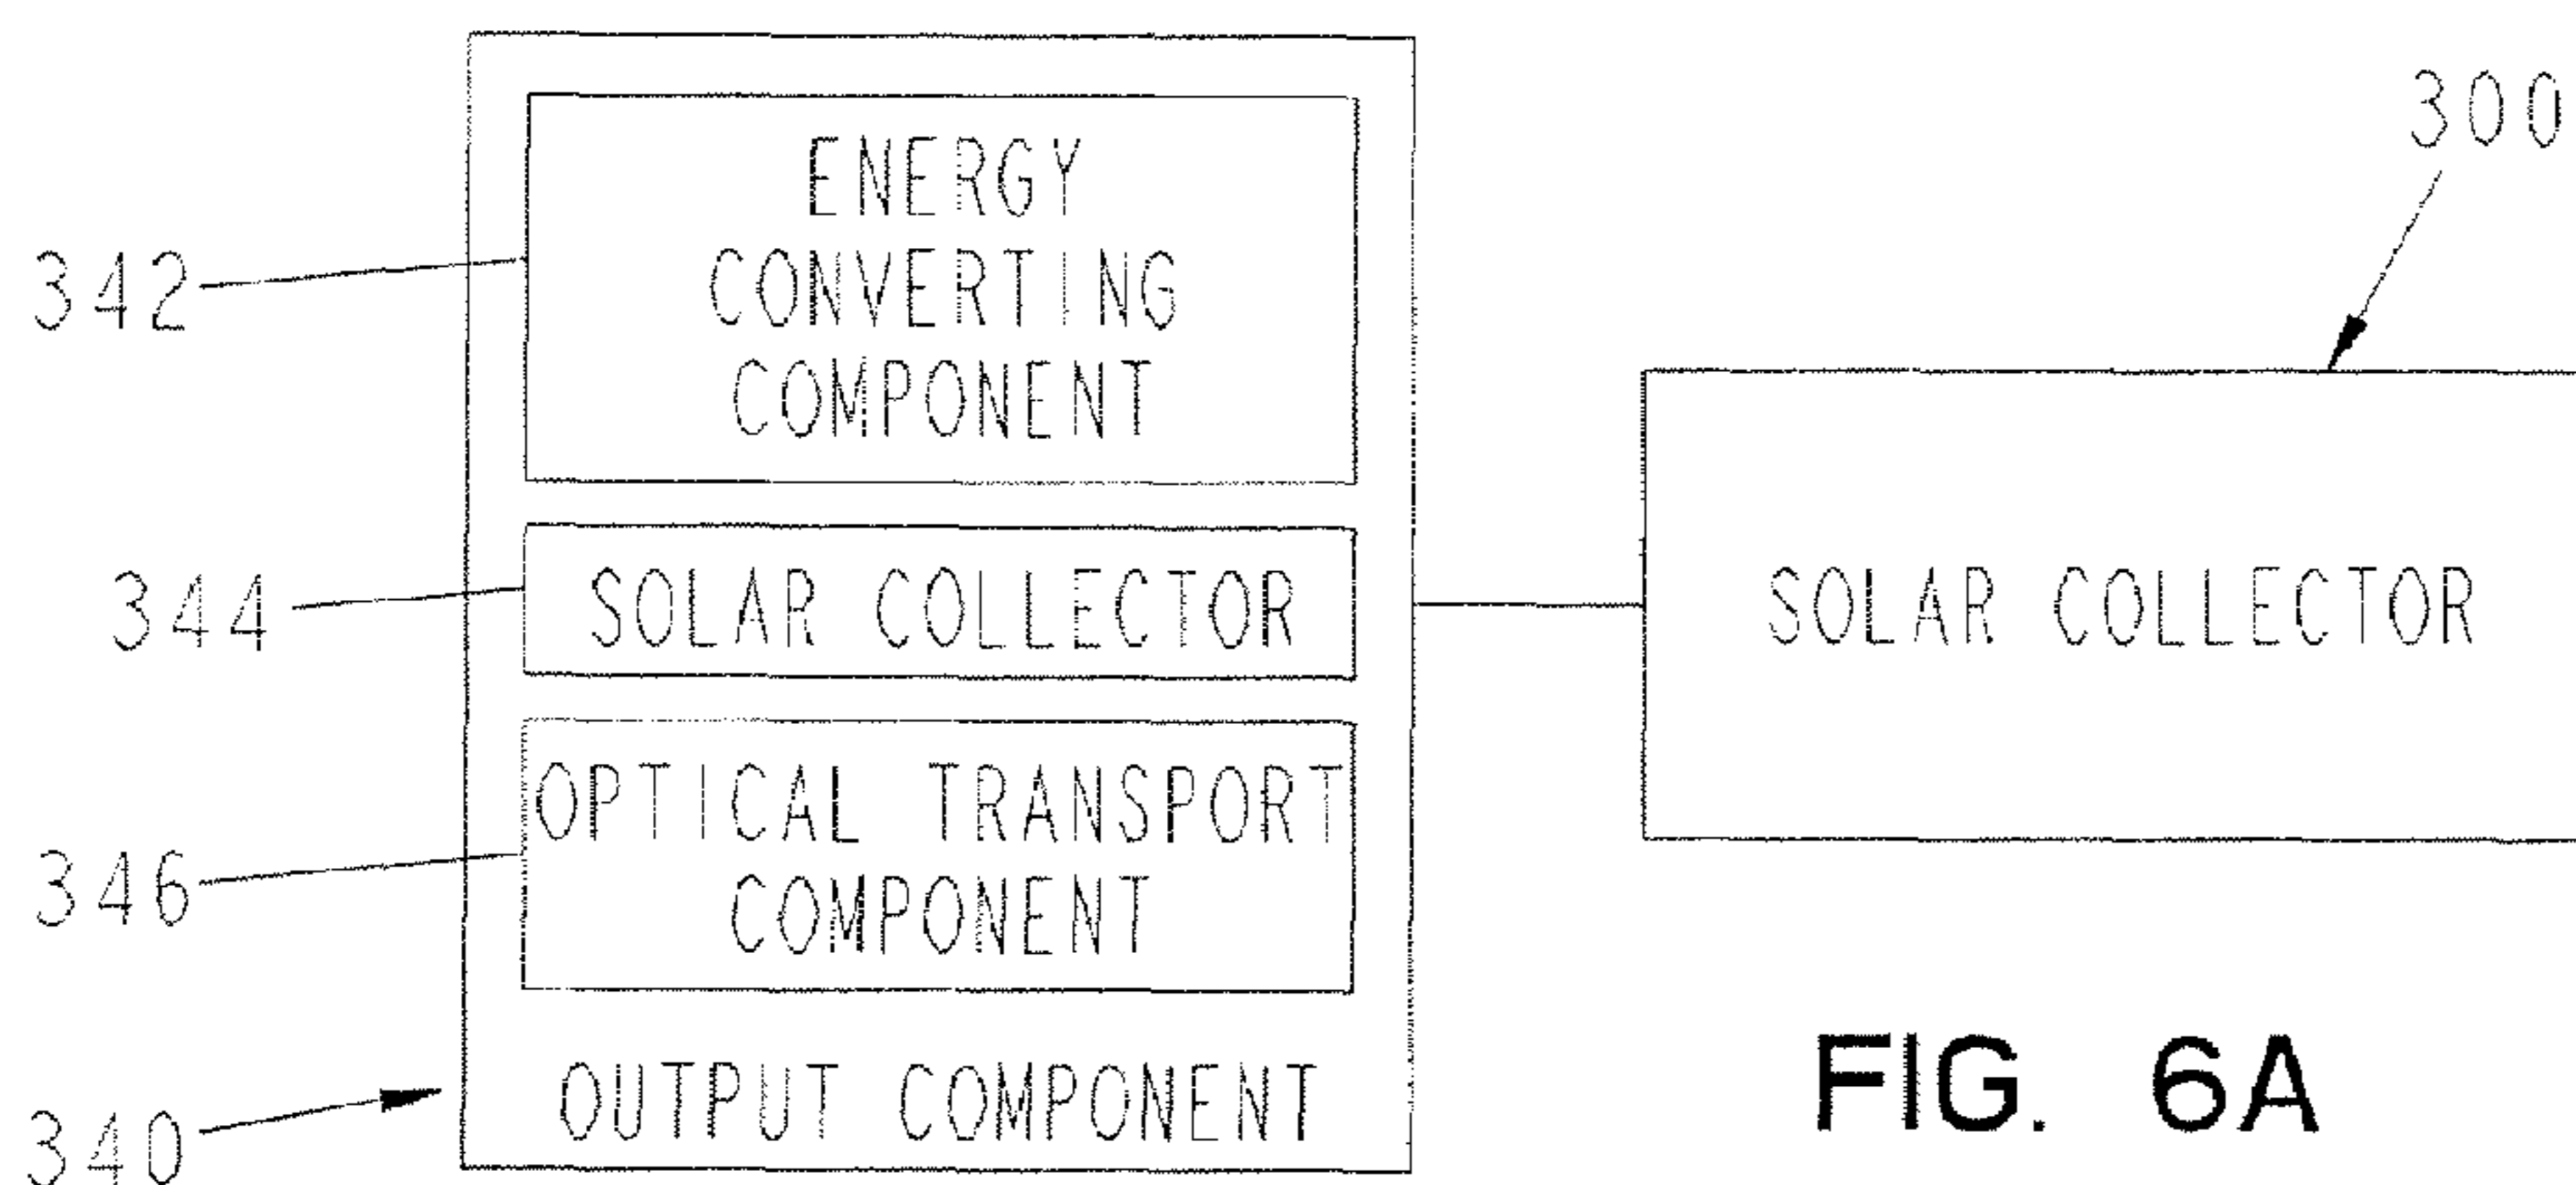 300
ENERGY
CONVERTING
COMPONENT
342
SOLAR COLLECTOR
344
SOLAR COLLECTOR
OPTICAL TRANSPORT
COMPONENT
346
OUTPUT COMPONENT
340
FIG. 6A